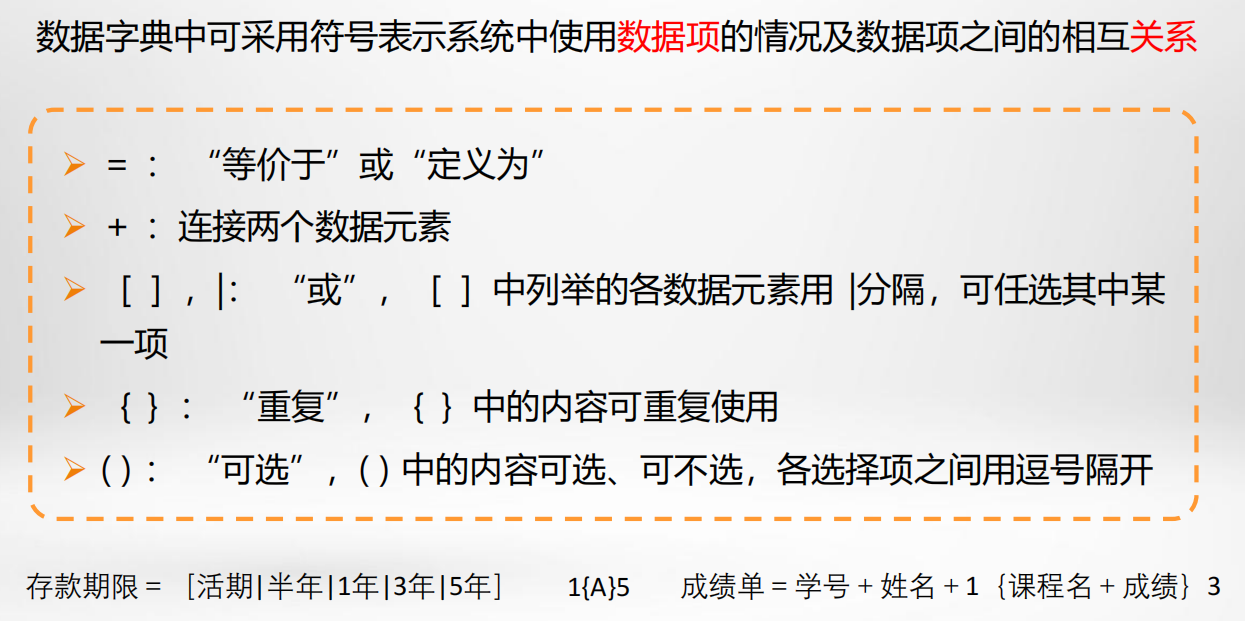 数据字典中可采用符号表示系统中使用数据项的情况及数据项之间的相互关系
= ： “等价于”或“定义为”
+ ：连接两个数据元素
[ ] ，|： “或”， [ ] 中列举的各数据元素用 |分隔，可任选其中某
一项
{ } ： “重复”， { } 中的内容可重复使用
( ) ： “可选”，( ) 中的内容可选、可不选，各选择项之间用逗号隔开
存款期限 = [活期|半年|1年|3年|5年] 1{A}5 成绩单 = 学号 + 姓名 + 1｛课程名 + 成绩｝3